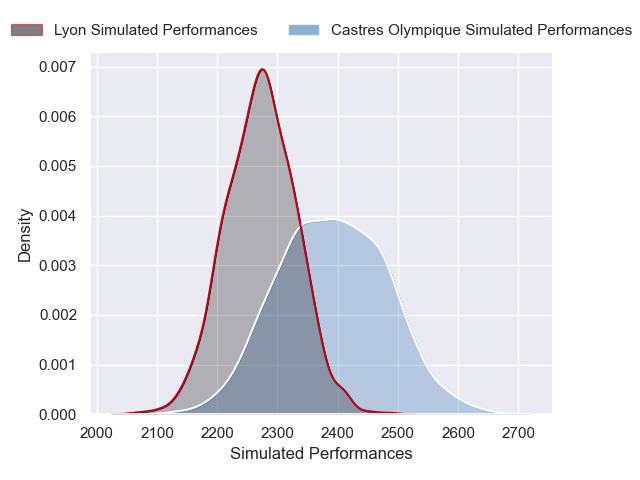 Lyon Simulated Performances
Castres Olympique Simulated Performances
0.007
0.006
0.005
0.004
0.003
0.002
0.001
0.000
Density
2000 2100 2200 2300 2400 2500 2600 2700
Simulated Performances